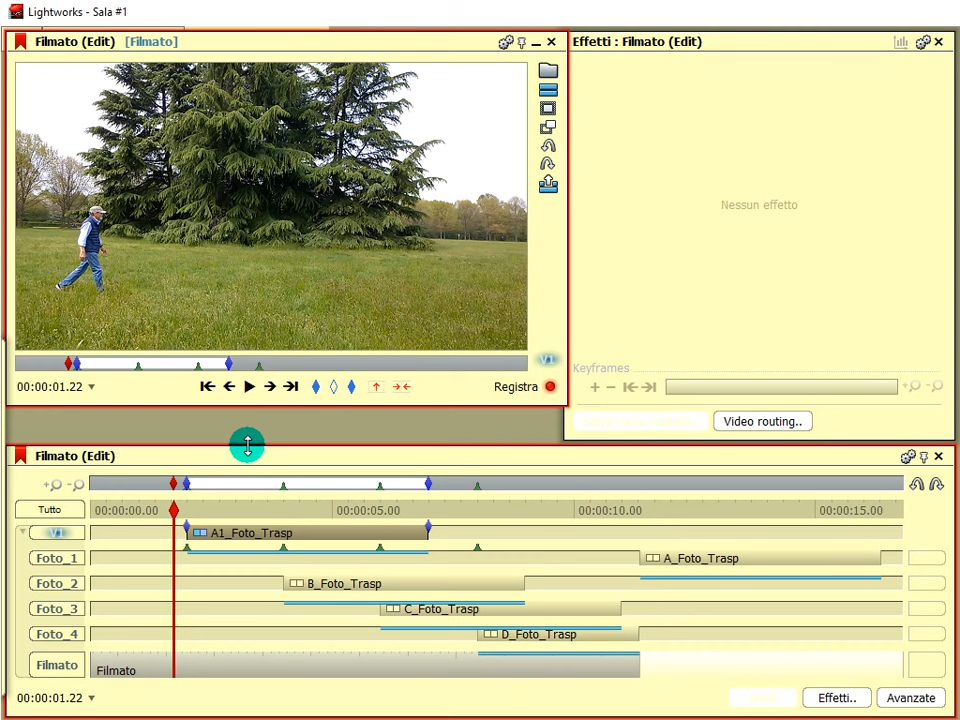 Lightworks - Sala #1
Filmato (Edit) [Filmato]
Effetti : Filmato (Edit)
Nessun effetto
V1
00:00:01.22
Registra
Keyframes
Video routing..
Filmato (Edit)
Tutto
00:00:00.00 00:00:05.00 00:00:10.00 00:00:15.00
V1 A1_Foto_Trasp
Foto_1 A_Foto_Trasp
Foto_2 B_Foto_Trasp
Foto_3 C_Foto_Trasp
Foto_4 D_Foto_Trasp
Filmato Filmato
00:00:01.22
Effetti.. Avanzate